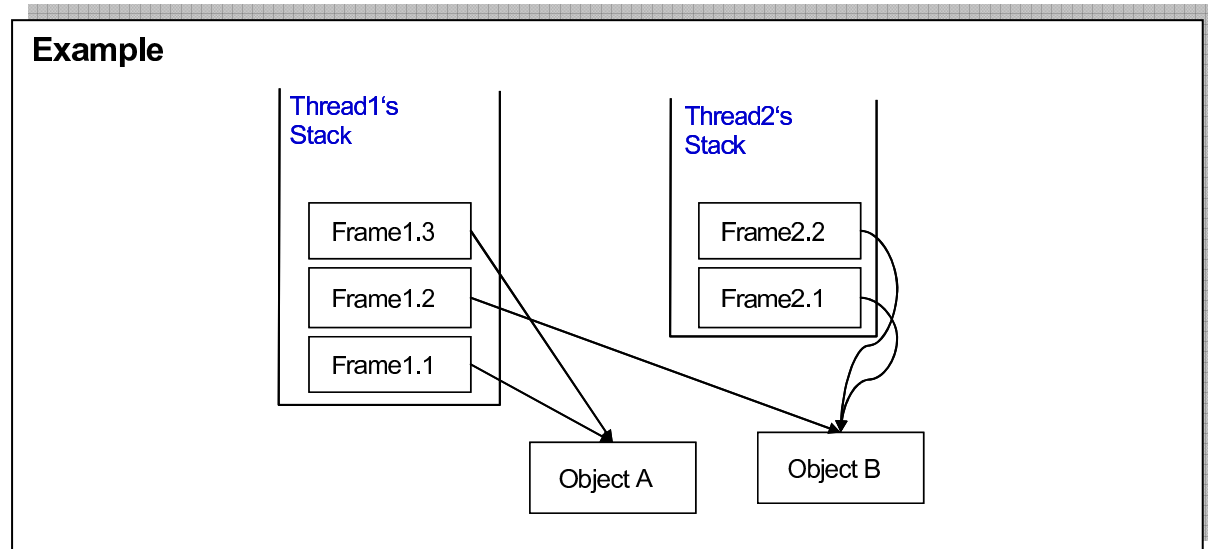 Example
Thread1‘s
Stack
Thread2‘s
Stack
Frame1.3
Frame1.2
Frame1.1
Frame2.2
Frame2.1
Object A
Object B